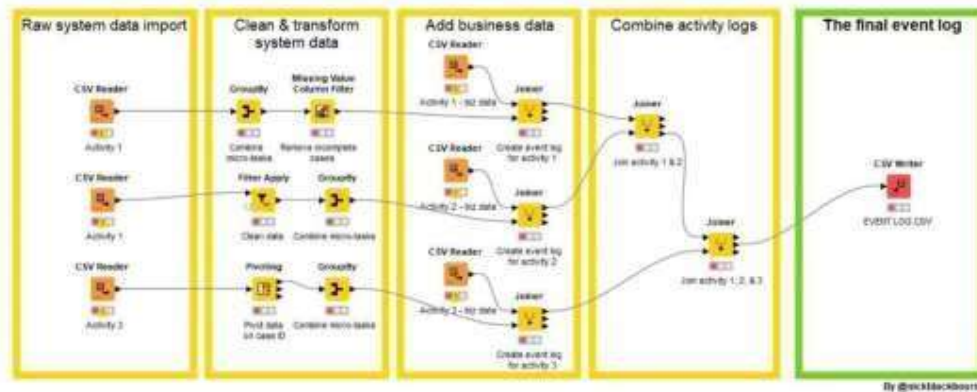 Raw system data import
Clean & transform
system data
Add business data
Combine activity logs
The final event log
CSV Reader
Activity 1
GroupBy
Combine
micro-tasks
Missing Value
Column Filter
Remove incomplete
cases
CSV Reader
Activity 1 - biz data
Joiner
Create event log
for activity 1
Joiner
Join activity 1 & 2
CSV Reader
Activity 1
Filter Apply
Clean data
GroupBy
Combine micro-tasks
CSV Reader
Activity 2 - biz data
Joiner
Create event log
for activity 2
Joiner
Join activity 1, 2, & 3
CSV Writer
EVENT LOG.CSV
CSV Reader
Activity 3
Pivoting
Pivot data
on case ID
GroupBy
Combine micro-tasks
CSV Reader
Activity 3 - biz data
Joiner
Create event log
for activity 3
By @nickblackbourn